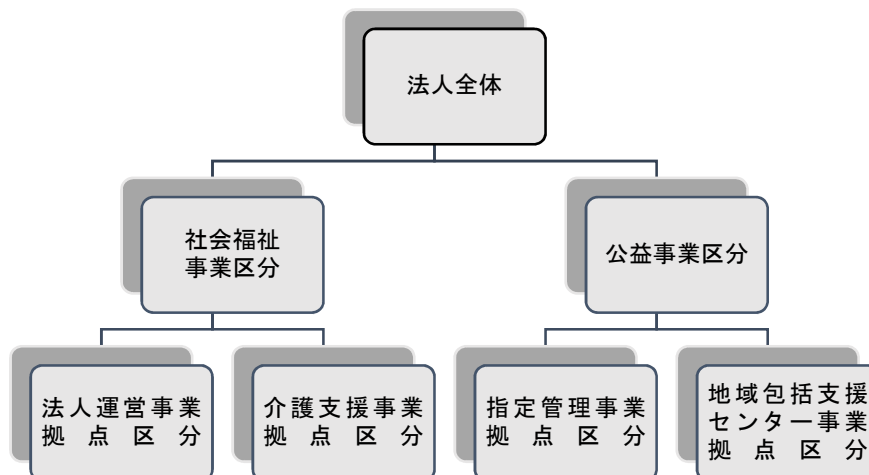 法人全体
社会福祉
事業区分
公益事業区分
法人運営事業
拠点区分
介護支援事業
拠点区分
指定管理事業
拠点区分
地域包括支援
センター事業
拠点区分